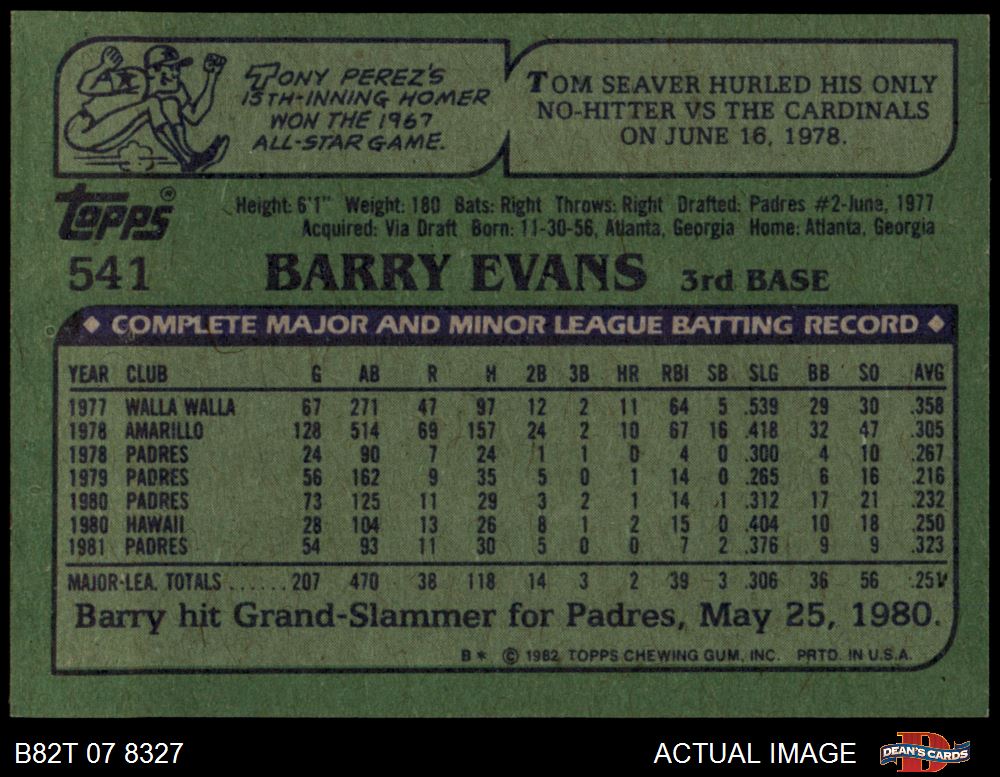 TONY PEREZ'S
15TH-INNING HOMER
WON THE 1967
ALL-STAR GAME.
TOM SEAVER HURLED HIS ONLY
NO-HITTER VS THE CARDINALS
ON JUNE 16, 1978.
Topps®
Height: 6'1" Weight: 180 Bats: Right Throws: Right Drafted: Padres #2-June, 1977
Acquired: Via Draft Born: 11-30-56, Atlanta, Georgia Home: Atlanta, Georgia
541 BARRY EVANS 3rd BASE
◆ COMPLETE MAJOR AND MINOR LEAGUE BATTING RECORD ◆
YEAR CLUB G AB R H 2B 3B HR RBI SB SLG BB SO AVG
1977 WALLA WALLA 67 271 47 97 12 2 11 64 5 .539 29 30 .358
1978 AMARILLO 128 514 69 157 24 2 10 67 16 .418 32 47 .305
1978 PADRES 24 90 7 24 1 1 0 4 0 .300 4 10 .267
1979 PADRES 56 162 9 35 5 0 1 14 0 .265 6 16 .216
1980 PADRES 73 125 11 29 3 2 1 14 1 .312 17 21 .232
1980 HAWAII 28 104 13 26 8 1 2 15 0 .404 10 18 .250
1981 PADRES 54 93 11 30 5 0 0 7 2 .376 9 9 .323
MAJOR-LEA. TOTALS ...... 207 470 38 118 14 3 2 39 3 .306 36 56
Barry hit Grand-Slammer for Padres, May 25, 1980.
B* © 1982 TOPPS CHEWING GUM, INC. PRTD. IN U.S.A.
B82T 07 8327 ACTUAL IMAGE DEAN'S CARDS